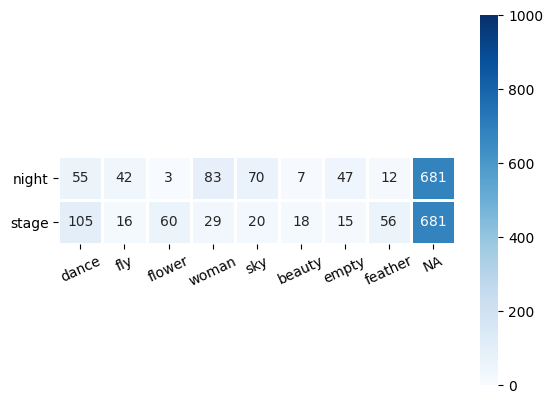 1000
800
600
400
200
0
night 55 42 3 83 70 7 47 12 681
stage 105 16 60 29 20 18 15 56 681
dance fly flower woman sky beauty empty feather NA